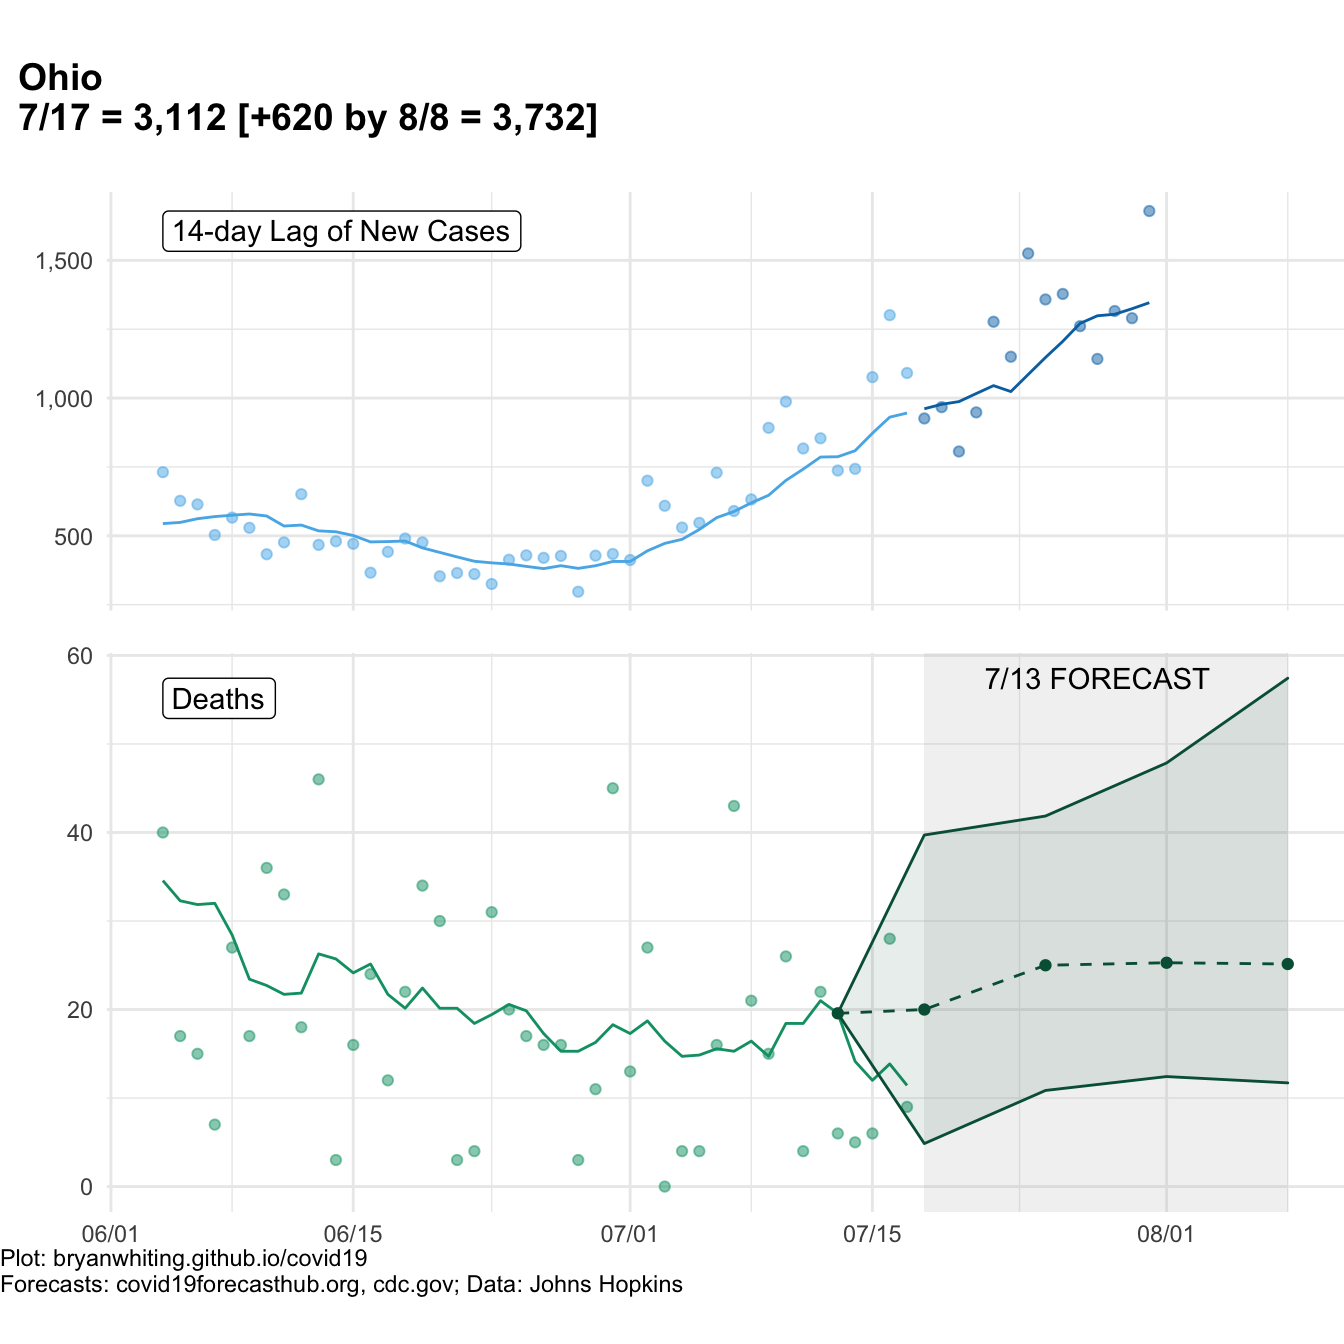 Ohio
7/17 = 3,112 [+620 by 8/8 = 3,732]
14-day Lag of New Cases
1,500
1,000
500
60
7/13 FORECAST
Deaths
40
20
0
06/01 06/15 07/01 07/15 08/01
Plot: bryanwhiting.github.io/covid19
Forecasts: covid19forecasthub.org, cdc.gov; Data: Johns Hopkins